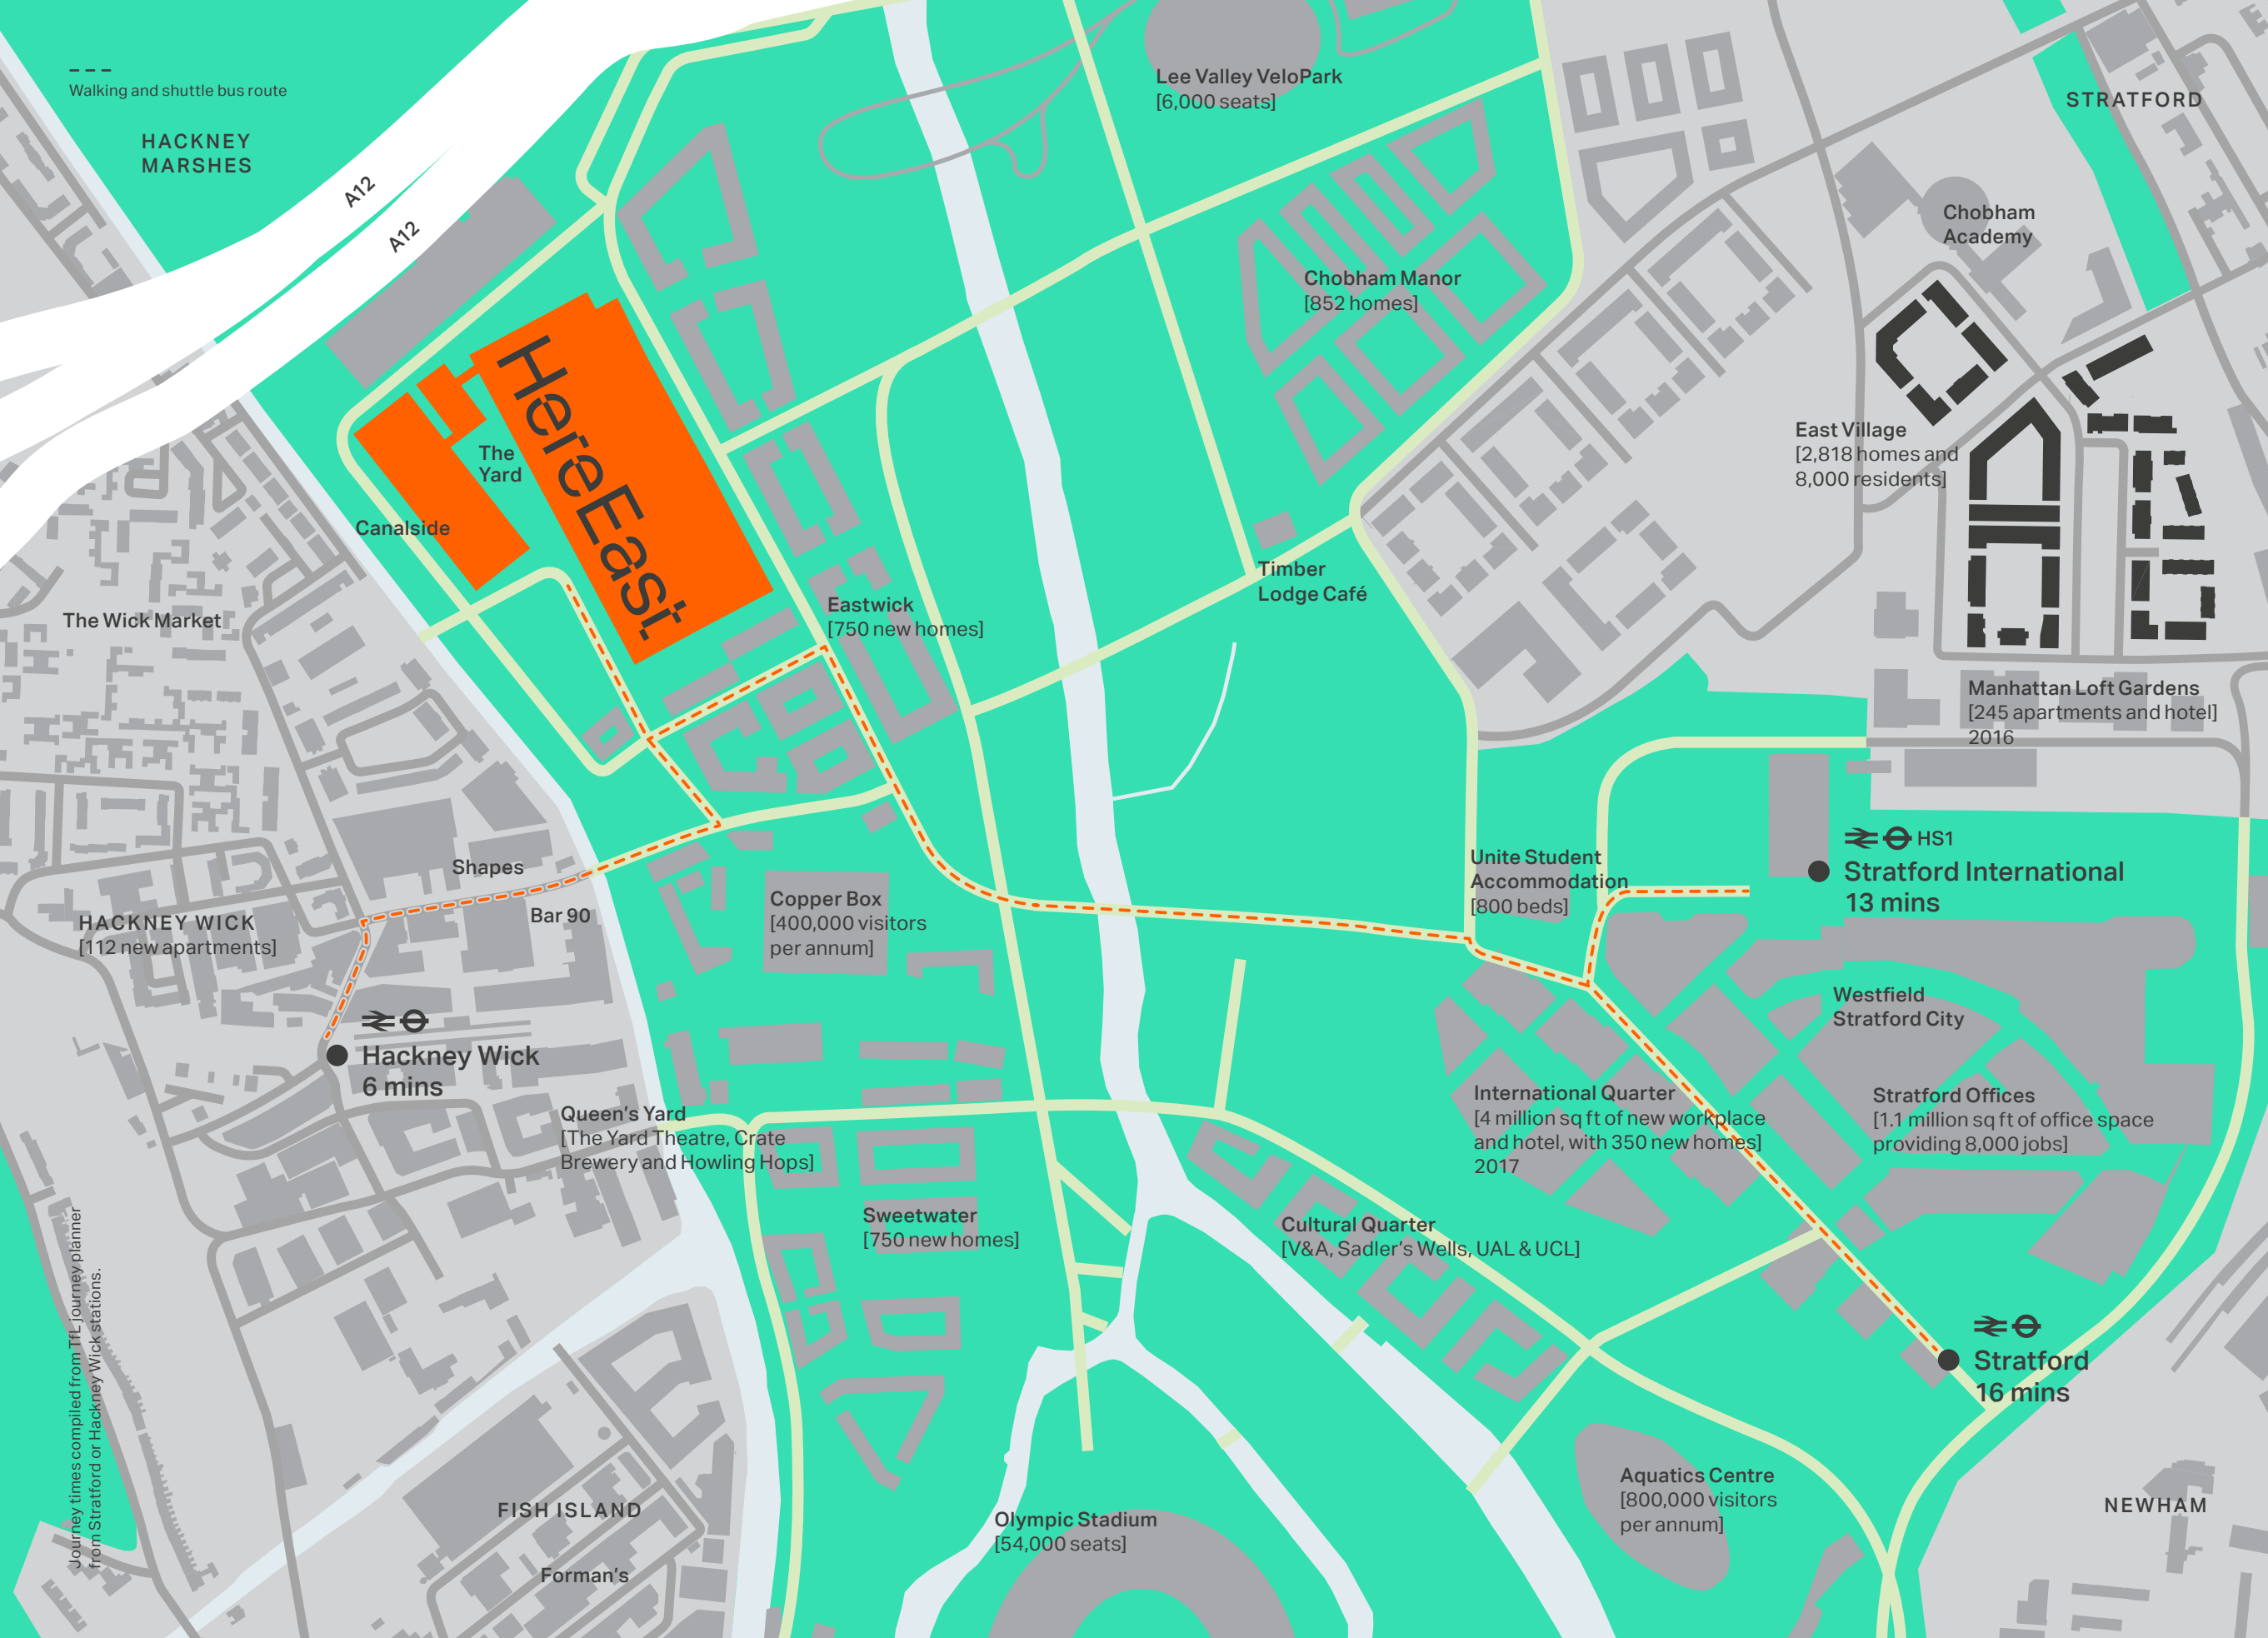 Walking and shuttle bus route
HACKNEY
MARSHES
A12
A12
Lee Valley VeloPark
[6,000 seats]
STRATFORD
Chobham
Academy
Chobham Manor
[852 homes]
HereEast
The
Yard
Canalside
East Village
[2,818 homes and
8,000 residents]
Timber
Lodge Café
Eastwick
[750 new homes]
The Wick Market
Manhattan Loft Gardens
[245 apartments and hotel]
2016
HS1
Stratford International
13 mins
Unite Student
Accommodation
[800 beds]
Shapes
Bar 90
HACKNEY WICK
[112 new apartments]
Copper Box
[400,000 visitors
per annum]
Westfield
Stratford City
Hackney Wick
6 mins
Queen's Yard
[The Yard Theatre, Crate
Brewery and Howling Hops]
International Quarter
[4 million sq ft of new workplace
and hotel, with 350 new homes]
2017
Stratford Offices
[1.1 million sq ft of office space
providing 8,000 jobs]
Sweetwater
[750 new homes]
Cultural Quarter
[V&A, Sadler's Wells, UAL & UCL]
Stratford
16 mins
Journey times compiled from TfL journey planner
from Stratford or Hackney Wick stations.
FISH ISLAND
Forman's
Olympic Stadium
[54,000 seats]
Aquatics Centre
[800,000 visitors
per annum]
NEWHAM